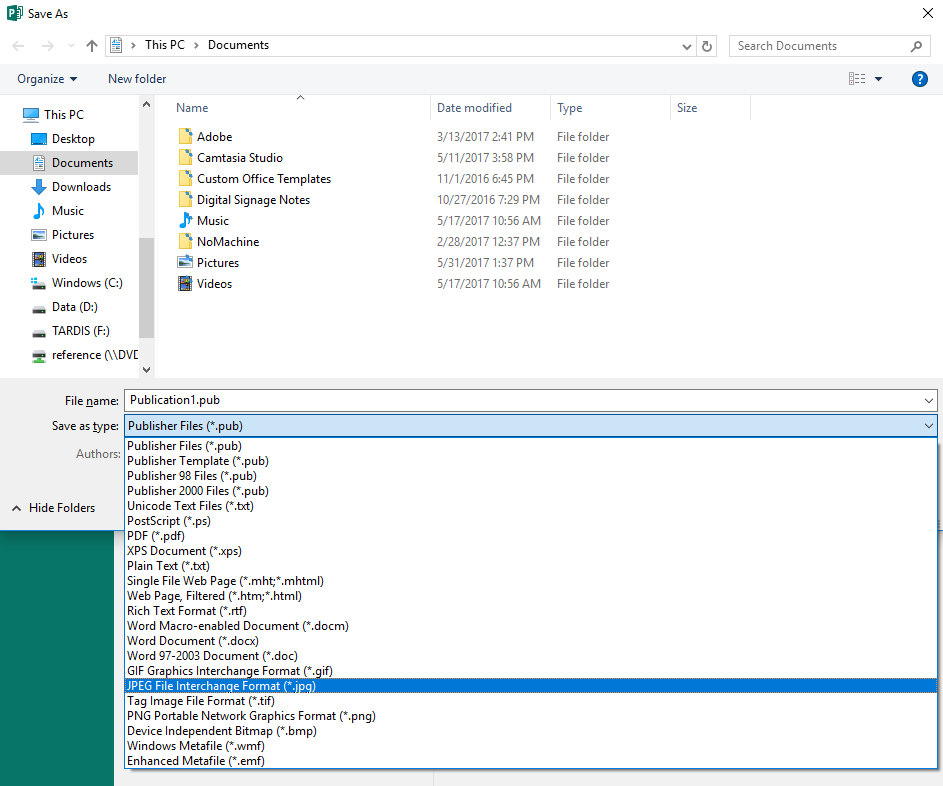 Save As
This PC > Documents
Search Documents
Organize
New folder
This PC
Desktop
Documents
Downloads
Music
Pictures
Videos
Windows (C:)
Data (D:)
TARDIS (F:)
reference (\\DVD
Name Date modified Type Size
Adobe 3/13/2017 2:41 PM File folder
Camtasia Studio 5/11/2017 3:58 PM File folder
Custom Office Templates 11/1/2016 6:45 PM File folder
Digital Signage Notes 10/27/2016 7:29 PM File folder
Music 5/17/2017 10:56 AM File folder
NoMachine 2/28/2017 12:37 PM File folder
Pictures 5/31/2017 1:37 PM File folder
Videos 5/17/2017 10:56 AM File folder
File name: Publication1.pub
Save as type: Publisher Files (*.pub)
Authors:
Hide Folders
Publisher Files (*.pub)
Publisher Template (*.pub)
Publisher 98 Files (*.pub)
Publisher 2000 Files (*.pub)
Unicode Text Files (*.txt)
PostScript (*.ps)
PDF (*.pdf)
XPS Document (*.xps)
Plain Text (*.txt)
Single File Web Page (*.mht;*.mhtml)
Web Page, Filtered (*.htm;*.html)
Rich Text Format (*.rtf)
Word Macro-enabled Document (*.docm)
Word Document (*.docx)
Word 97-2003 Document (*.doc)
GIF Graphics Interchange Format (*.gif)
JPEG File Interchange Format (*.jpg)
Tag Image File Format (*.tif)
PNG Portable Network Graphics Format (*.png)
Device Independent Bitmap (*.bmp)
Windows Metafile (*.wmf)
Enhanced Metafile (*.emf)